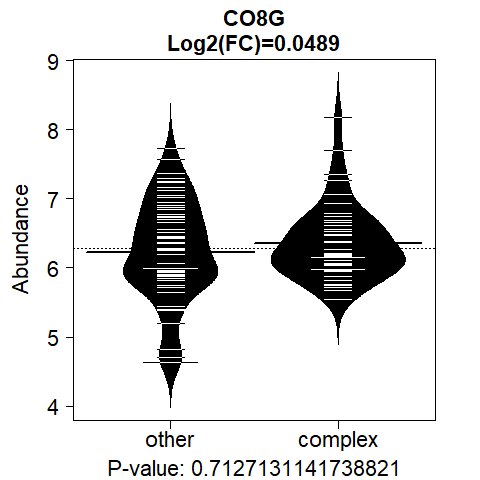 CO8G
Log2(FC)=0.0489
Abundance
9
8
7
6
5
4
other complex
P-value: 0.7127131141738821